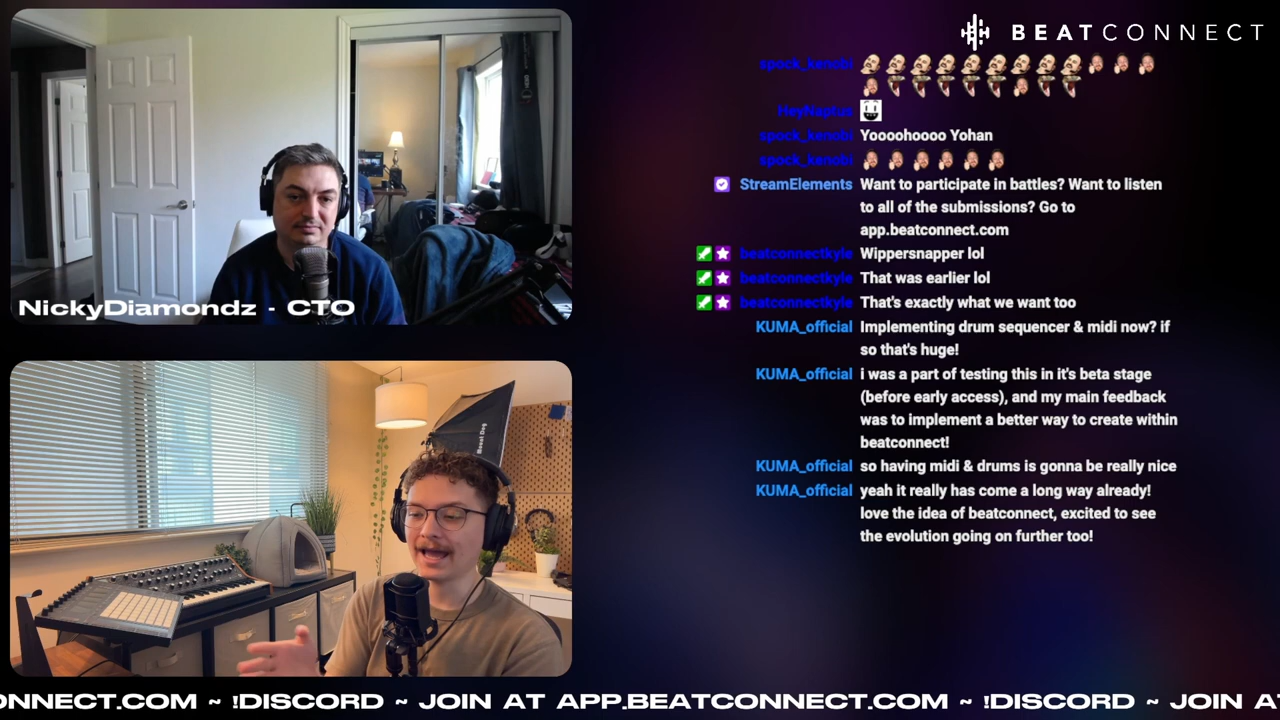 BEATCONNECT
spock_kenobi
HeyNaptus
spock_kenobi Yoooohoooo Yohan
spock_kenobi
StreamElements Want to participate in battles? Want to listen
to all of the submissions? Go to
app.beatconnect.com
beatconnectkyle Wippersnapper lol
beatconnectkyle That was earlier lol
beatconnectkyle That's exactly what we want too
KUMA_official Implementing drum sequencer & midi now? if
so that's huge!
KUMA_official i was a part of testing this in it's beta stage
(before early access), and my main feedback
was to implement a better way to create within
beatconnect!
KUMA_official so having midi & drums is gonna be really nice
KUMA_official yeah it really has come a long way already!
love the idea of beatconnect, excited to see
the evolution going on further too!
NickyDiamondz - CTO
ONNECT.COM ~ !DISCORD ~ JOIN AT APP.BEATCONNECT.COM ~ !DISCORD ~ JOIN A